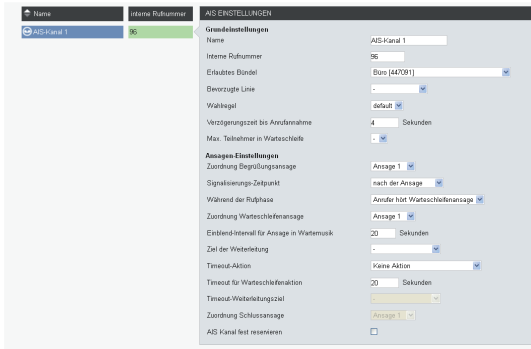 Name
interne Rufnummer
AIS EINSTELLUNGEN
AIS-Kanal 1
96
Grundeinstellungen
Name
AIS-Kanal 1
Interne Rufnummer
96
Erlaubtes Bündel
Büro [447091]
Bevorzugte Linie
-
Wahlregel
default
Verzögerungszeit bis Anrufannahme
4 Sekunden
Max. Teilnehmer in Warteschleife
-
Ansagen-Einstellungen
Zuordnung Begrüßungsansage
Ansage 1
Signalisierungs-Zeitpunkt
nach der Ansage
Während der Rufphase
Anrufer hört Warteschleifenansage
Zuordnung Warteschleifenansage
Ansage 1
Einblend-Intervall für Ansage in Wartemusik
20 Sekunden
Ziel der Weiterleitung
-
Timeout-Aktion
Keine Aktion
Timeout für Warteschleifenaktion
20 Sekunden
Timeout-Weiterleitungsziel
-
Zuordnung Schlussansage
Ansage 1
AIS Kanal fest reservieren